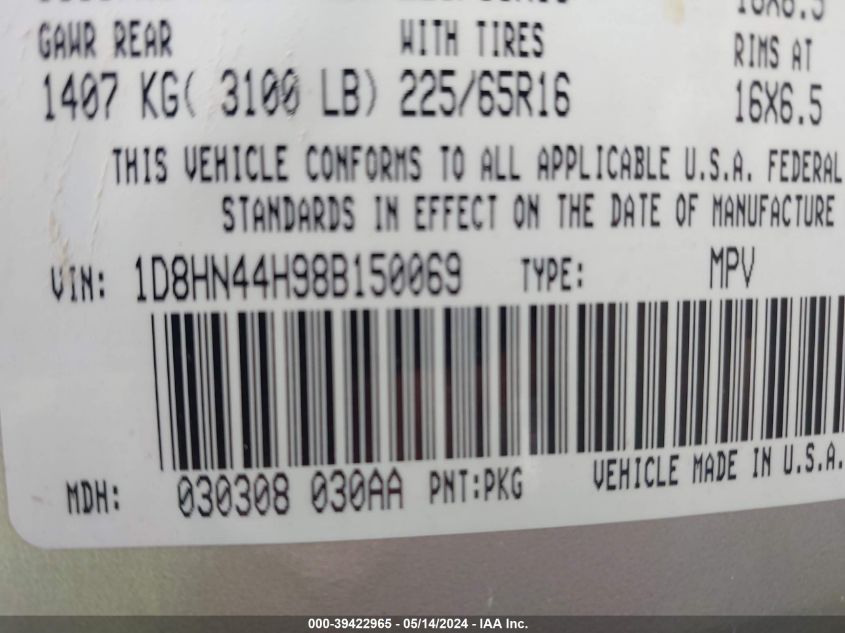 16X6.5
GAWR REAR WITH TIRES RIMS AT
1407 KG( 3100 LB) 225/65R16 16X6.5
THIS VEHICLE CONFORMS TO ALL APPLICABLE U.S.A. FEDERAL
STANDARDS IN EFFECT ON THE DATE OF MANUFACTURE
VIN: 1D8HN44H98B150069 TYPE: MPV
MDH: 030308 030AA PNT:PKG VEHICLE MADE IN U.S.A.
000-39422965 - 05/14/2024 - IAA Inc.